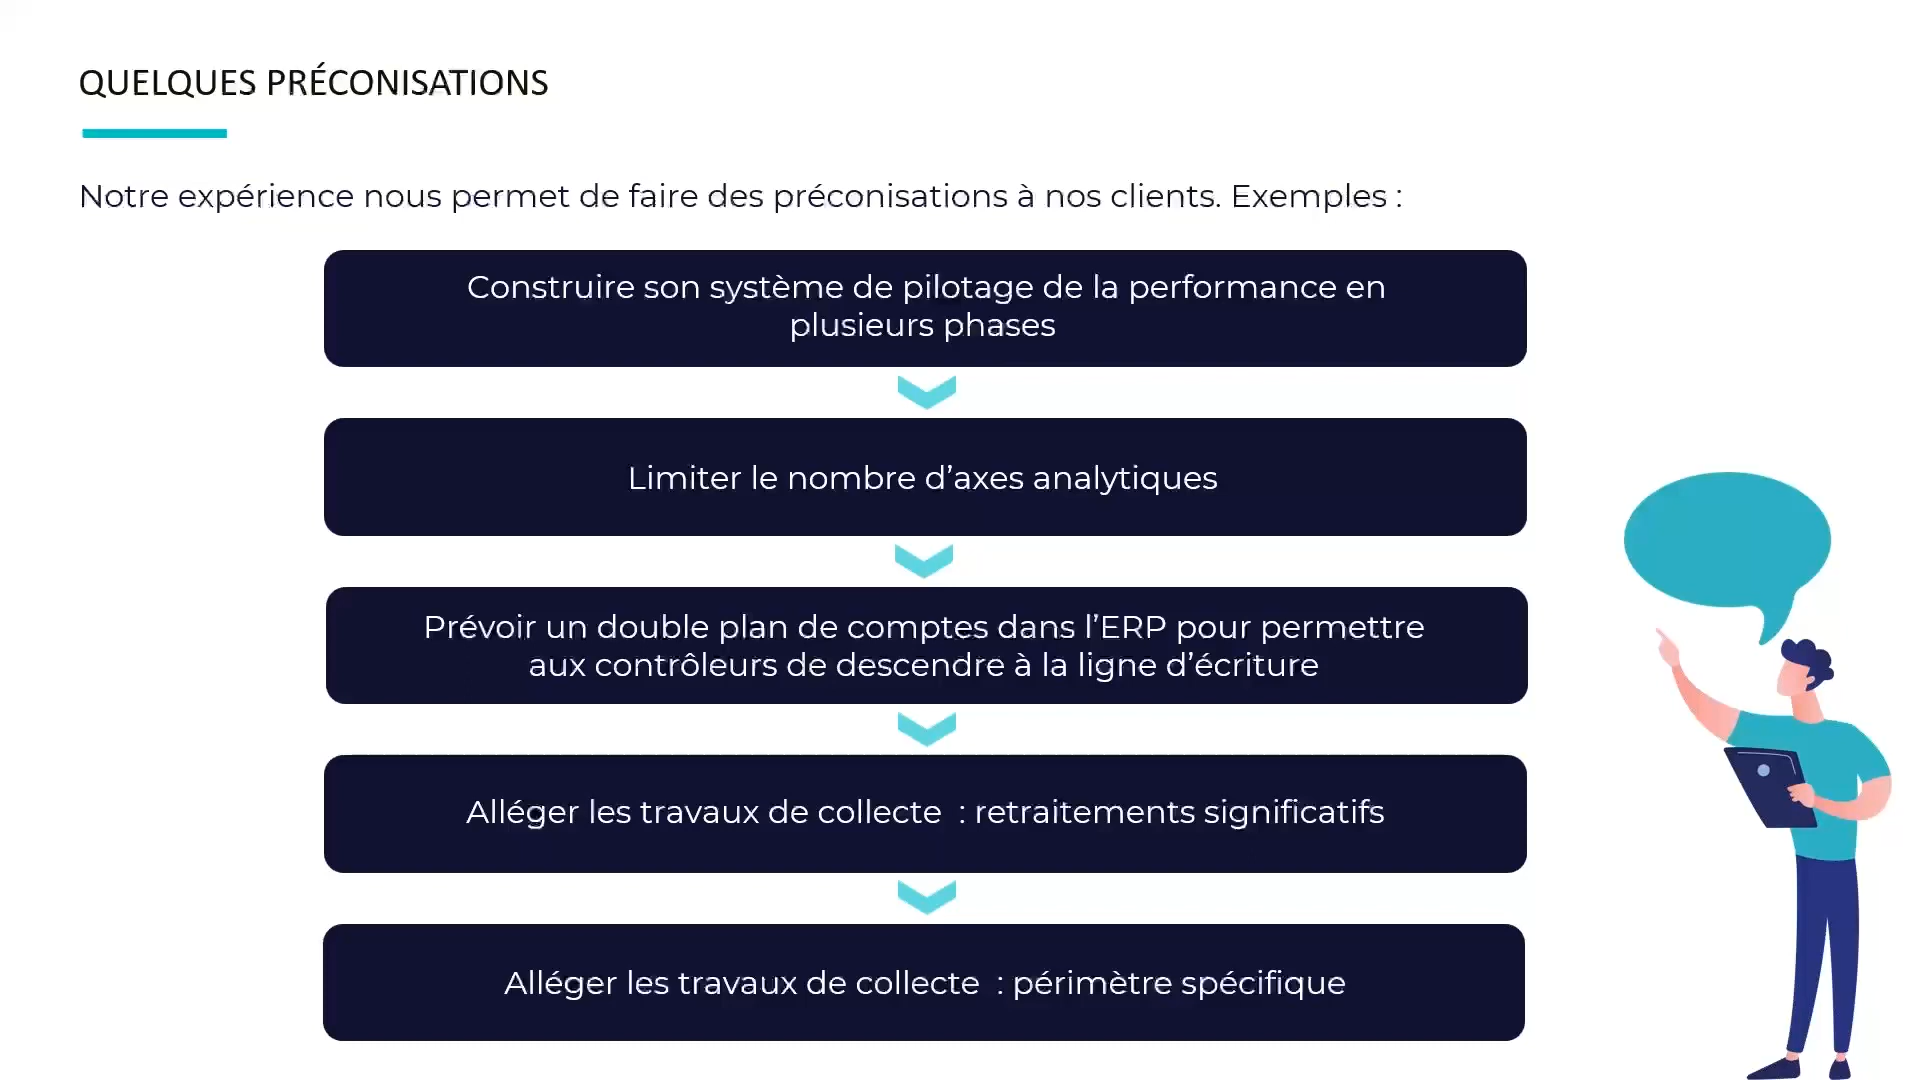 QUELQUES PRÉCONISATIONS
Notre expérience nous permet de faire des préconisations à nos clients. Exemples :
Construire son système de pilotage de la performance en
plusieurs phases
Limiter le nombre d’axes analytiques
Prévoir un double plan de comptes dans l’ERP pour permettre
aux contrôleurs de descendre à la ligne d’écriture
Alléger les travaux de collecte  : retraitements significatifs
Alléger les travaux de collecte  : périmètre spécifique